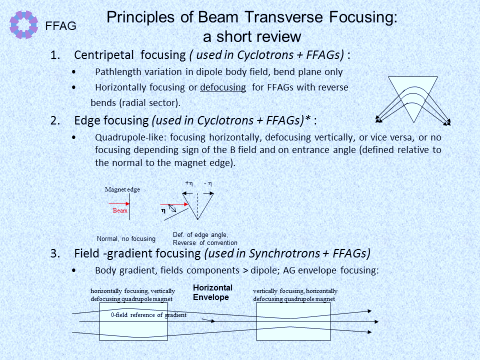 FFAG
Principles of Beam Transverse Focusing:
a short review
1. Centripetal focusing ( used in Cyclotrons + FFAGs) :
• Pathlength variation in dipole body field, bend plane only
• Horizontally focusing or defocusing for FFAGs with reverse
bends (radial sector).
2. Edge focusing (used in Cyclotrons + FFAGs)* :
• Quadrupole-like: focusing horizontally, defocusing vertically, or vice versa, or no
focusing depending sign of the B field and on entrance angle (defined relative to
the normal to the magnet edge).
Magnet edge
Beam
+η - η
η
Normal, no focusing
Def. of edge angle,
Reverse of convention
3. Field -gradient focusing (used in Synchrotrons + FFAGs)
• Body gradient, fields components > dipole; AG envelope focusing:
horizontally focusing, vertically
defocusing quadrupole magnet
Horizontal
Envelope
vertically focusing, horizontally
defocusing quadrupole magnet
0-field reference of gradient